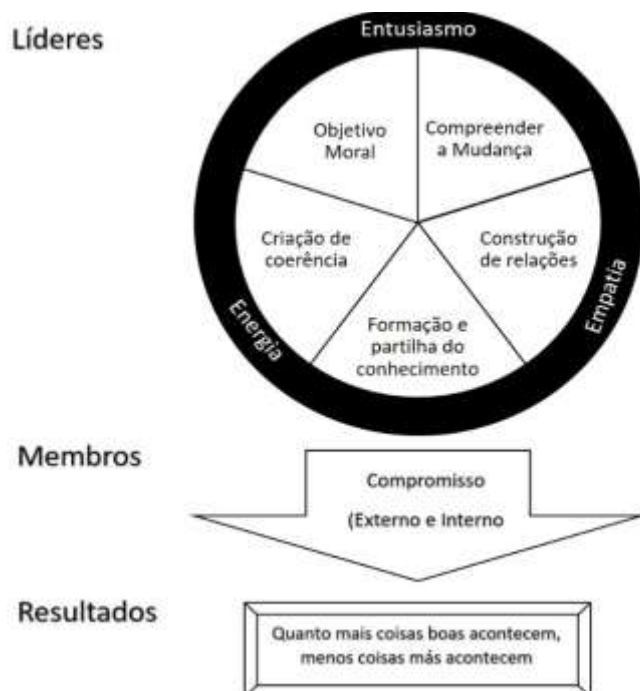 Líderes
Entusiasmo
Objetivo
Moral
Compreender
a Mudança
Criação de
coerência
Construção
de relações
Formação e
partilha do
conhecimento
Energia
Empatia
Membros
Compromisso
(Externo e Interno
Resultados
Quanto mais coisas boas acontecem,
menos coisas más acontecem